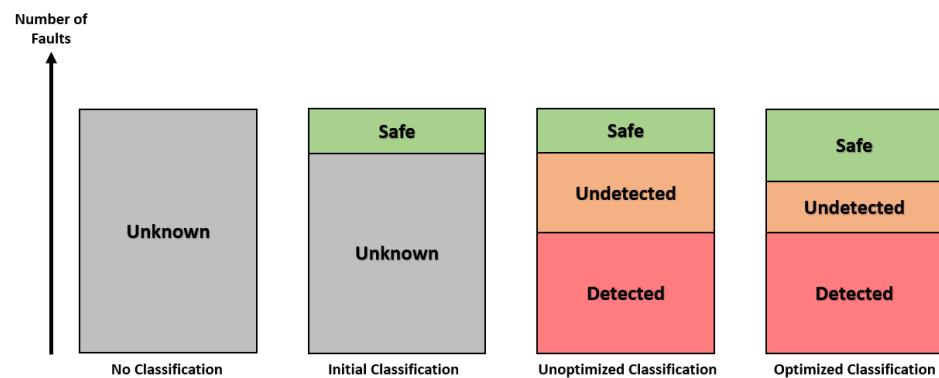 Number of
Faults
Unknown
Safe
Unknown
Safe
Undetected
Detected
Safe
Undetected
Detected
No Classification
Initial Classification
Unoptimized Classification
Optimized Classification